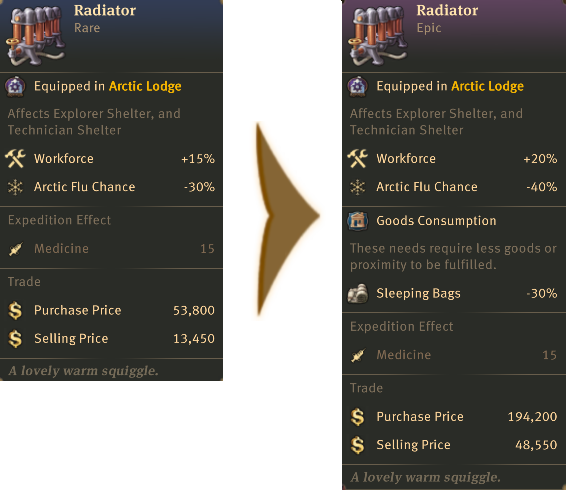 Radiator
Rare
Equipped in Arctic Lodge
Affects Explorer Shelter, and
Technician Shelter
Workforce +15%
Arctic Flu Chance -30%
Expedition Effect
Medicine 15
Trade
Purchase Price 53,800
Selling Price 13,450
A lovely warm squiggle.
Radiator
Epic
Equipped in Arctic Lodge
Affects Explorer Shelter, and
Technician Shelter
Workforce +20%
Arctic Flu Chance -40%
Goods Consumption
These needs require less goods or
proximity to be fulfilled.
Sleeping Bags -30%
Expedition Effect
Medicine 15
Trade
Purchase Price 194,200
Selling Price 48,550
A lovely warm squiggle.